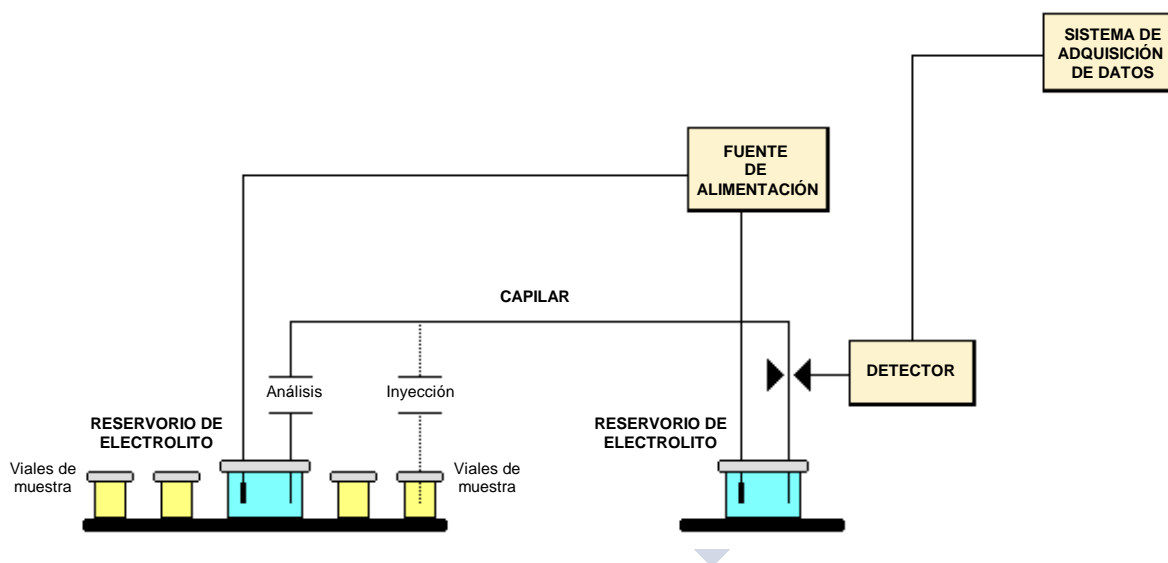 SISTEMA DE
ADQUISICIÓN
DE DATOS
FUENTE
DE
ALIMENTACIÓN
CAPILAR
DETECTOR
Análisis
Inyección
RESERVORIO DE
ELECTROLITO
RESERVORIO DE
ELECTROLITO
Viales de
muestra
Viales de
muestra